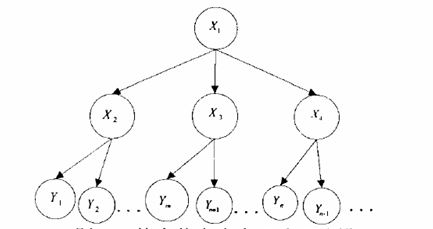 X₁
X₂ X₃ X₄
Y₁ Y₂ ... Yₘ Yₘ₊₁ ... Yₙ Yₙ₊₁ ...